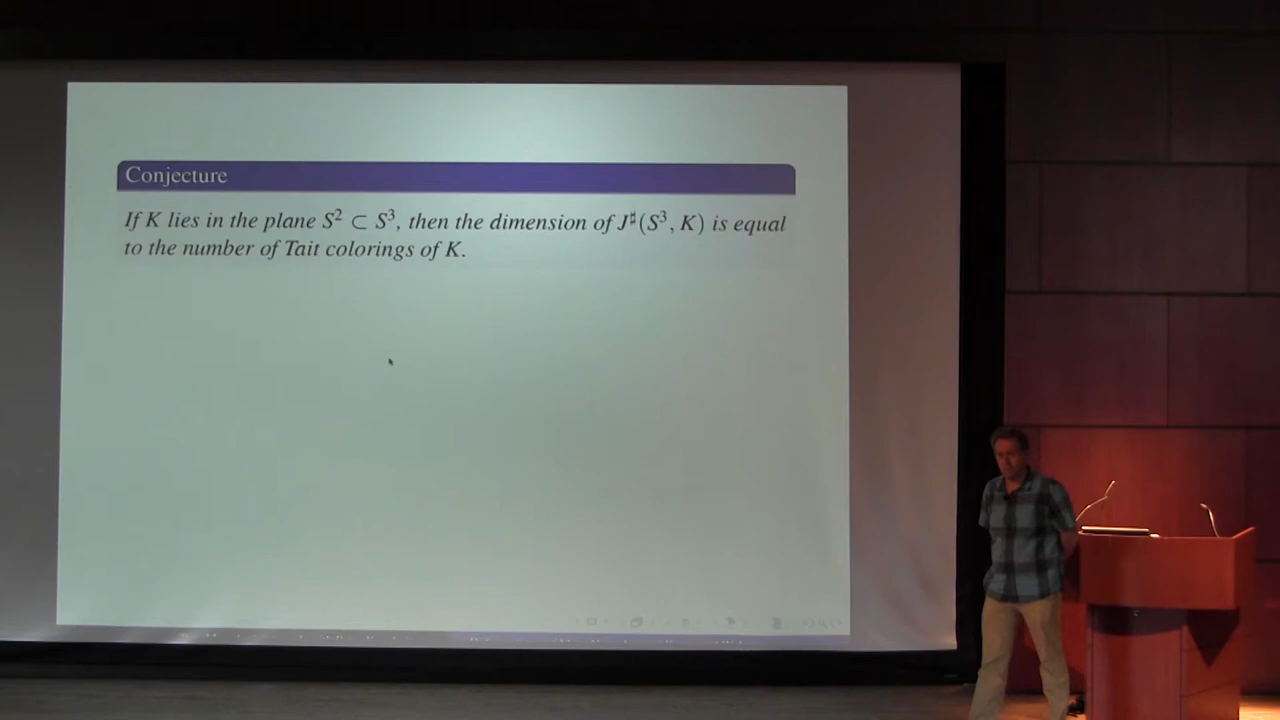 Conjecture
If K lies in the plane S² ⊂ S³, then the dimension of J♯(S³, K) is equal
to the number of Tait colorings of K.